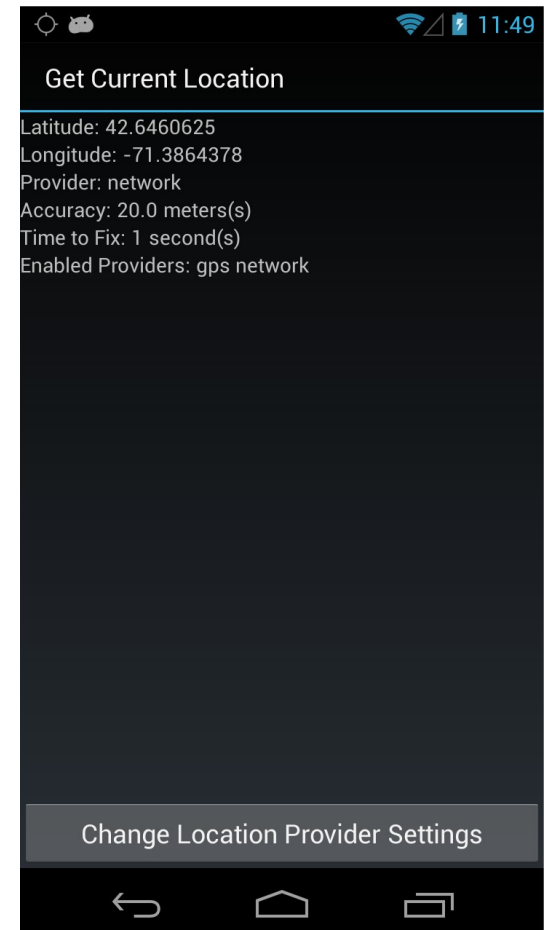 11:49
Get Current Location
Latitude: 42.6460625
Longitude: -71.3864378
Provider: network
Accuracy: 20.0 meters(s)
Time to Fix: 1 second(s)
Enabled Providers: gps network
Change Location Provider Settings